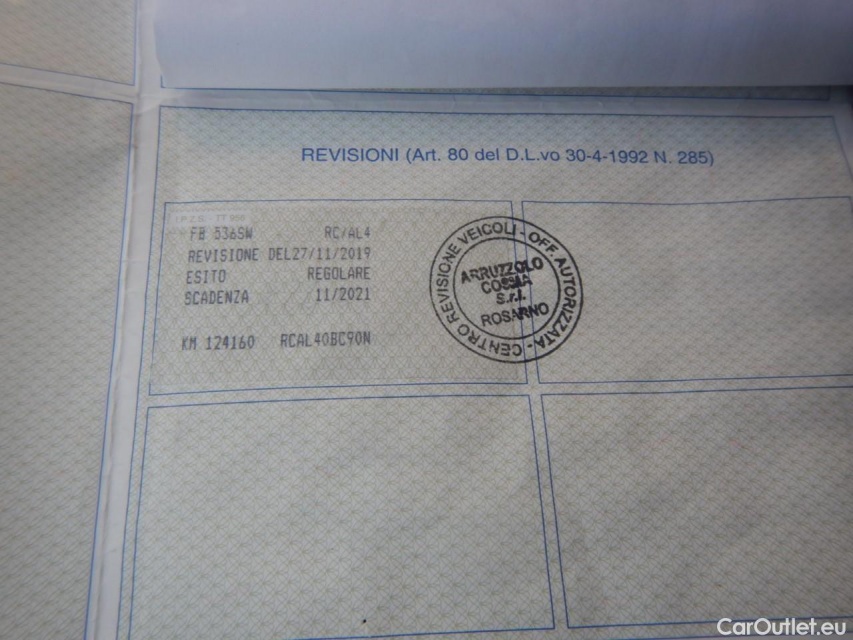 REVISIONI (Art. 80 del D.L.vo 30-4-1992 N. 285)
FB 536SW RC/AL4
REVISIONE DEL27/11/2019
ESITO REGOLARE
SCADENZA 11/2021
KM 124160 RCAL40BC90N
CENTRO REVISIONE VEICOLI - OFF. AUTORIZZATA -
ARRUZZOLO
COSMA
S.r.l.
ROSARNO
CarOutlet.eu